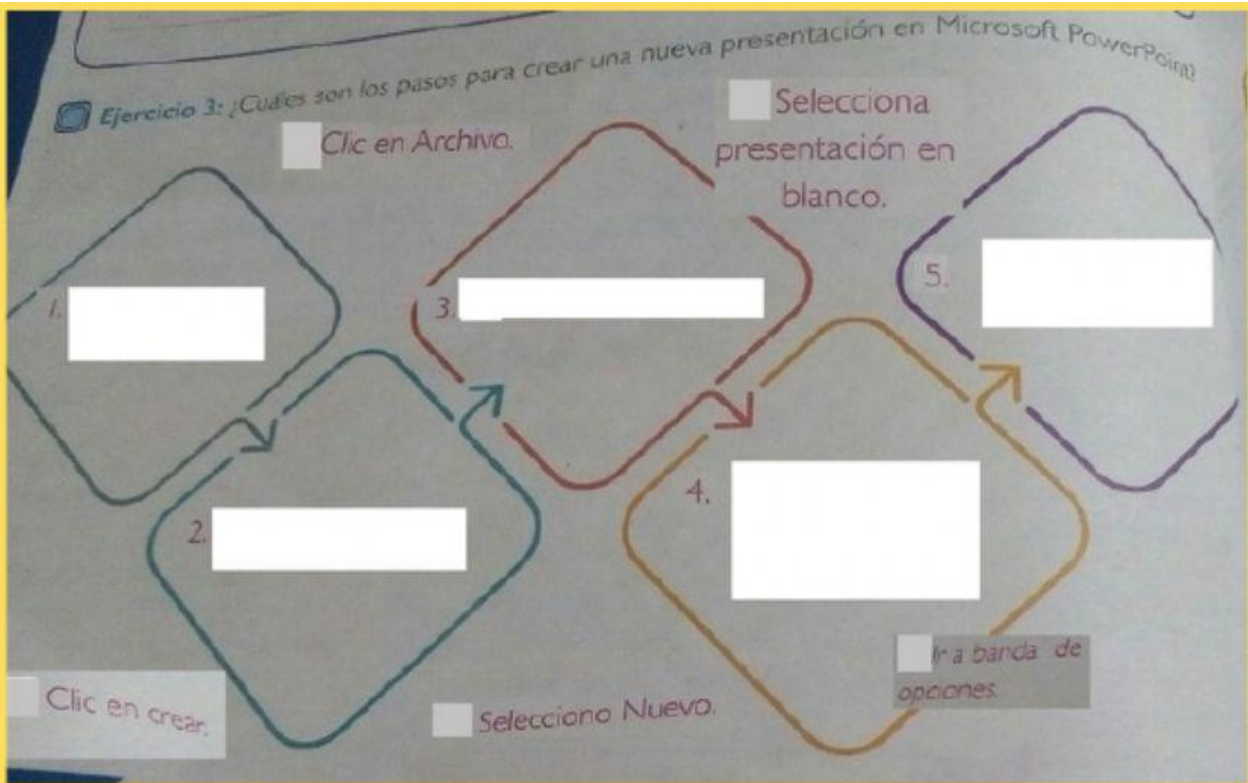 Ejercicio 3: ¿Cuáles son los pasos para crear una nueva presentación en Microsoft PowerPoint?
Clic en Archivo.
Selecciona
presentación en
blanco.
1.
3.
5.
2.
4.
Clic en crear.
Selecciono Nuevo.
Ir a banda de
opciones.